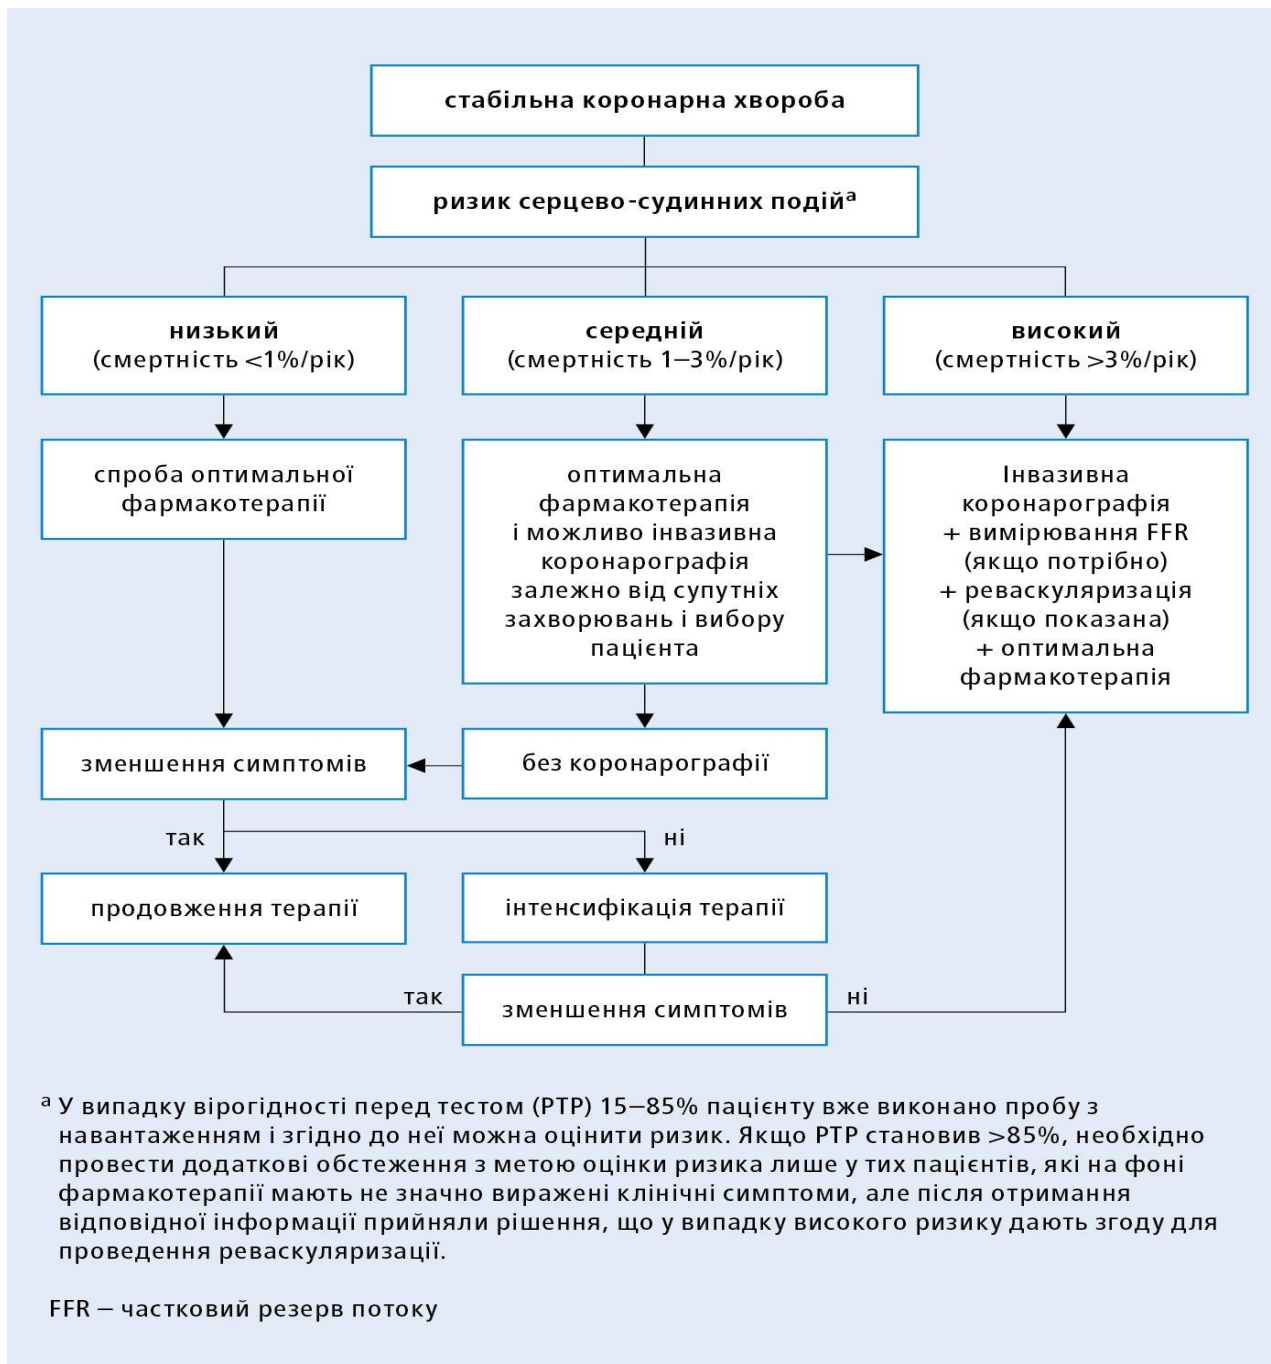 стабільна коронарна хвороба
ризик серцево-судинних подійᵃ
низький
(смертність <1%/рік)
середній
(смертність 1–3%/рік)
високий
(смертність >3%/рік)
спроба оптимальної
фармакотерапії
оптимальна
фармакотерапія
і можливо інвазивна
коронарографія
залежно від супутніх
захворювань і вибору
пацієнта
Інвазивна
коронарографія
+ вимірювання FFR
(якщо потрібно)
+ реваскуляризація
(якщо показана)
+ оптимальна
фармакотерапія
зменшення симптомів
без коронарографії
так
ні
продовження терапії
інтенсифікація терапії
так
зменшення симптомів
ні
ᵃ У випадку вірогідності перед тестом (PTP) 15–85% пацієнту вже виконано пробу з
навантаженням і згідно до неї можна оцінити ризик. Якщо PTP становив >85%, необхідно
провести додаткові обстеження з метою оцінки ризика лише у тих пацієнтів, які на фоні
фармакотерапії мають не значно виражені клінічні симптоми, але після отримання
відповідної інформації прийняли рішення, що у випадку високого ризику дають згоду для
проведення реваскуляризації.
FFR – частковий резерв потоку